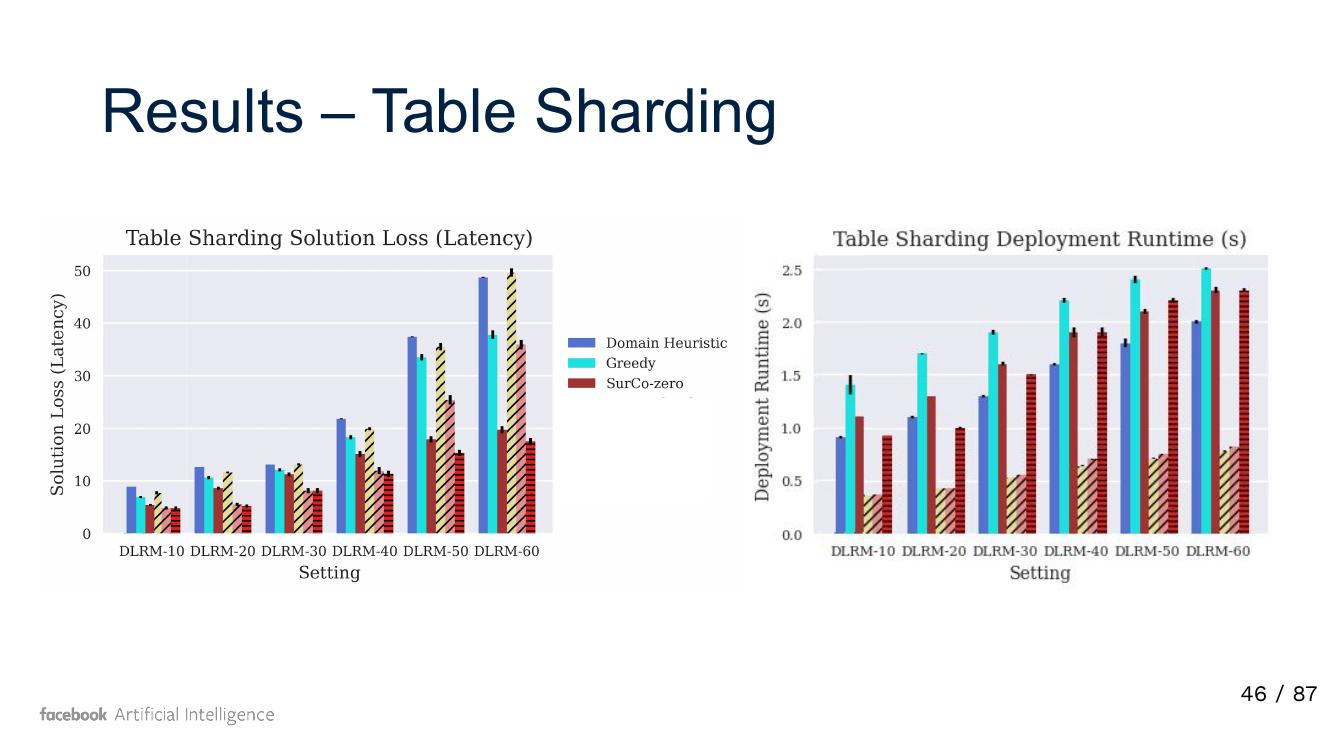 Results – Table Sharding
Table Sharding Solution Loss (Latency)
Solution Loss (Latency)
50
40
30
20
10
0
DLRM-10 DLRM-20 DLRM-30 DLRM-40 DLRM-50 DLRM-60
Setting
Domain Heuristic
Greedy
SurCo-zero
Table Sharding Deployment Runtime (s)
Deployment Runtime (s)
2.5
2.0
1.5
1.0
0.5
0.0
DLRM-10 DLRM-20 DLRM-30 DLRM-40 DLRM-50 DLRM-60
Setting
46 / 87
facebook Artificial Intelligence